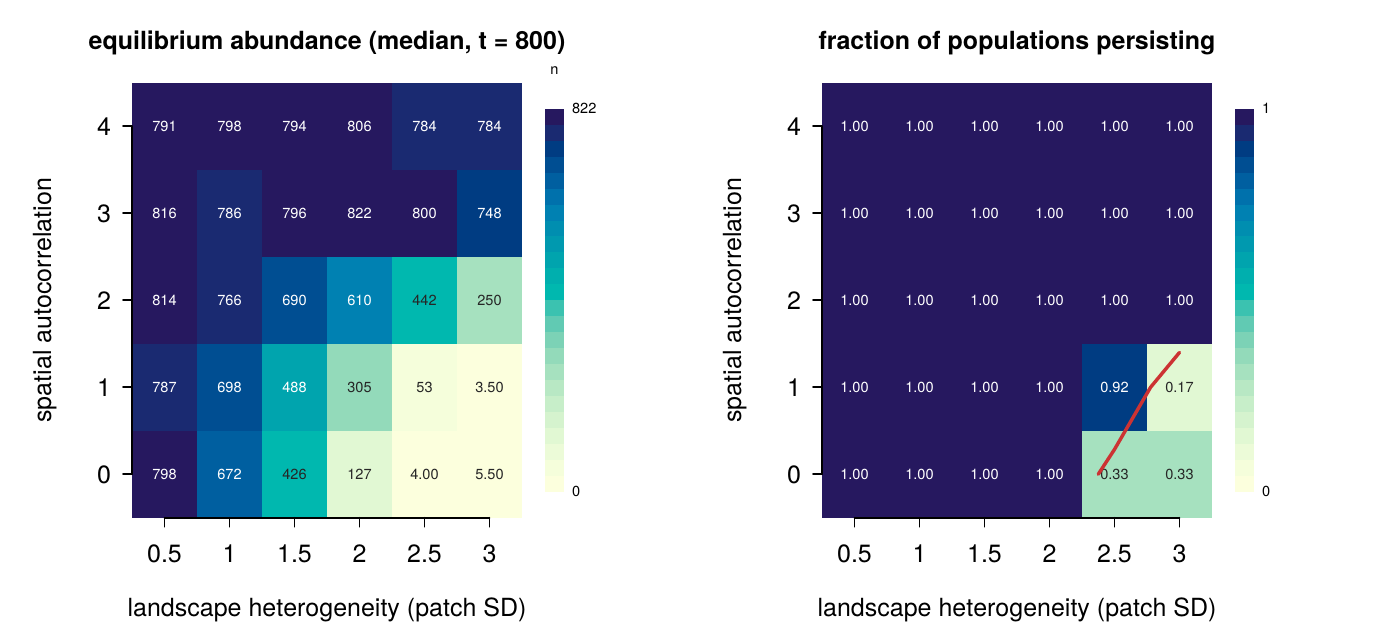 equilibrium abundance (median, t = 800)
n
822
0
4 791 798 794 806 784 784
3 816 786 796 822 800 748
2 814 766 690 610 442 250
1 787 698 488 305 53 3.50
0 798 672 426 127 4.00 5.50
0.5 1 1.5 2 2.5 3
spatial autocorrelation
landscape heterogeneity (patch SD)
fraction of populations persisting
1
0
4 1.00 1.00 1.00 1.00 1.00 1.00
3 1.00 1.00 1.00 1.00 1.00 1.00
2 1.00 1.00 1.00 1.00 1.00 1.00
1 1.00 1.00 1.00 1.00 0.92 0.17
0 1.00 1.00 1.00 1.00 0.33 0.33
0.5 1 1.5 2 2.5 3
spatial autocorrelation
landscape heterogeneity (patch SD)